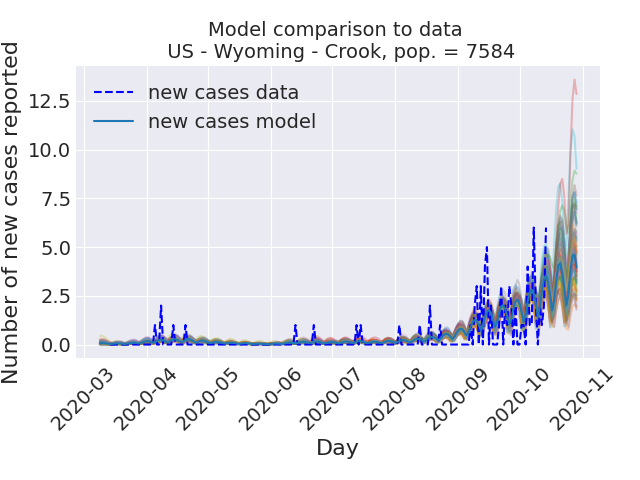 Model comparison to data
US - Wyoming - Crook, pop. = 7584
Number of new cases reported
12.5
10.0
7.5
5.0
2.5
0.0
new cases data
new cases model
2020-03
2020-04
2020-05
2020-06
2020-07
2020-08
2020-09
2020-10
2020-11
Day